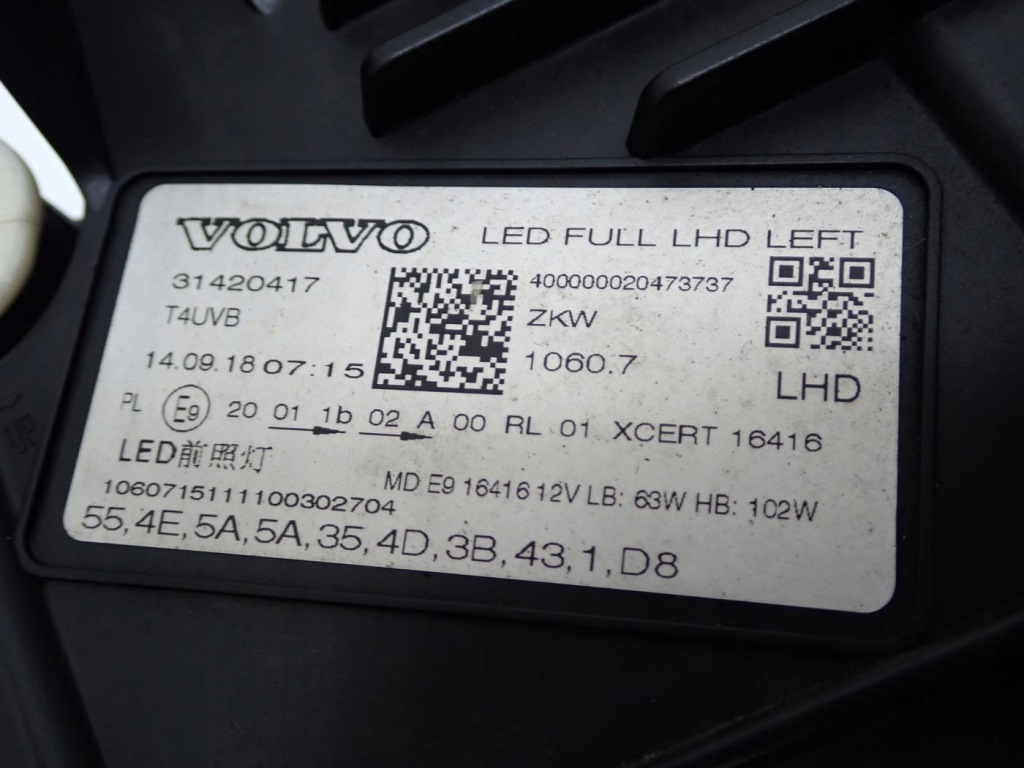 VOLVO LED FULL LHD LEFT
31420417 400000020473737
T4UVB ZKW
14.09.18 07:15 1060.7 LHD
PL E9 20 01 1b 02 A 00 RL 01 XCERT 16416
LED前照灯
MD E9 16416 12V LB: 63W HB: 102W
1060715111100302704
55,4E,5A,5A,35,4D,3B,43,1,D8